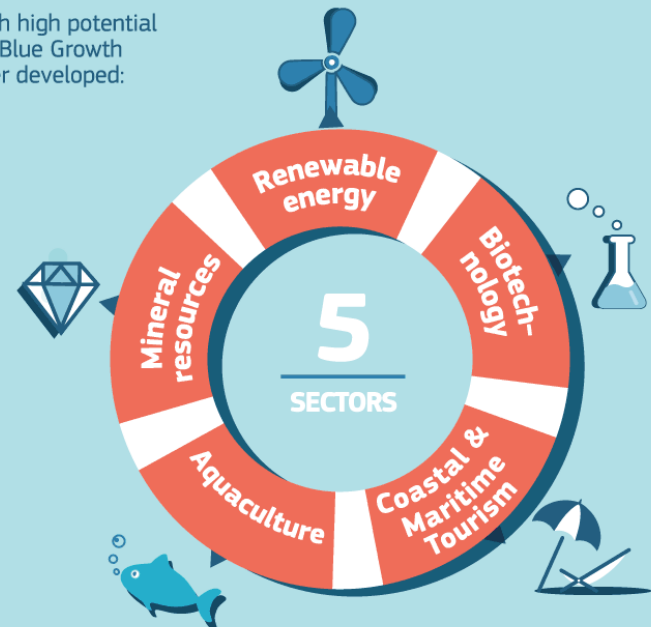 high potential
Blue Growth
developed:
Renewable
energy
Biotech-
nology
Coastal &
Maritime
Tourism
Aquaculture
Mineral
resources
5
SECTORS